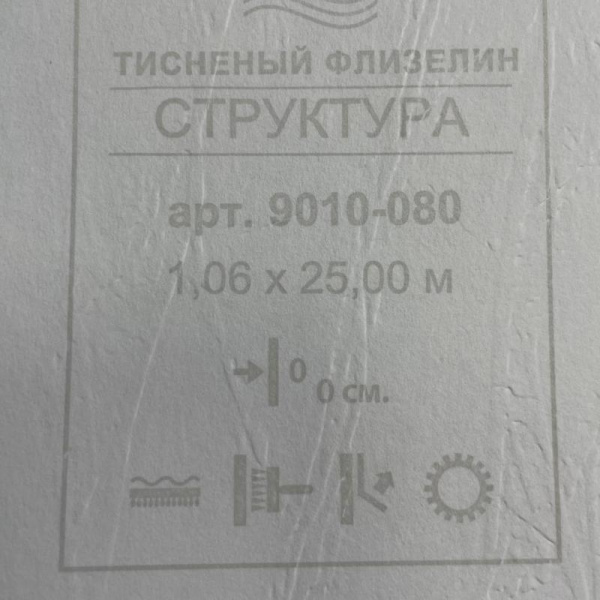 ТИСНЕНЫЙ ФЛИЗЕЛИН
СТРУКТУРА
арт. 9010-080
1,06 x 25,00 м
0
0 см.